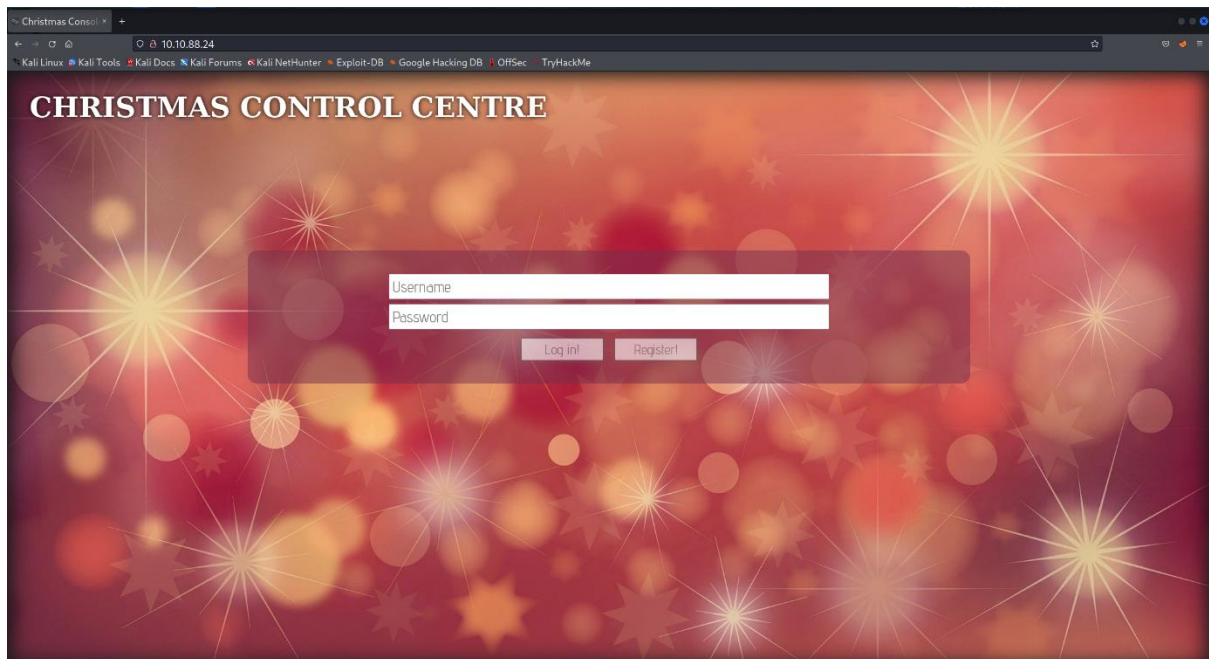 Christmas Consol
10.10.88.24
Kali Linux Kali Tools Kali Docs Kali Forums Kali NetHunter Exploit-DB Google Hacking DB OffSec TryHackMe
CHRISTMAS CONTROL CENTRE
Username
Password
Log in! Register!